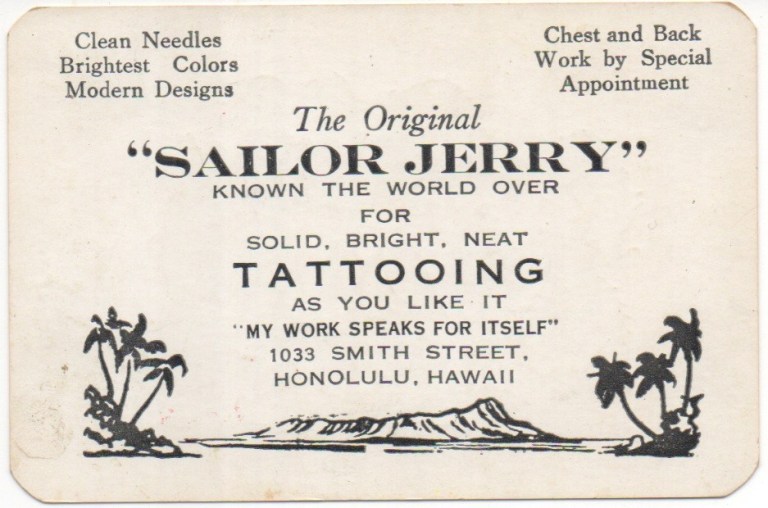 Clean Needles
Brightest Colors
Modern Designs
Chest and Back
Work by Special
Appointment
The Original
“SAILOR JERRY”
KNOWN THE WORLD OVER
FOR
SOLID, BRIGHT, NEAT
TATTOOING
AS YOU LIKE IT
"MY WORK SPEAKS FOR ITSELF"
1033 SMITH STREET,
HONOLULU, HAWAII